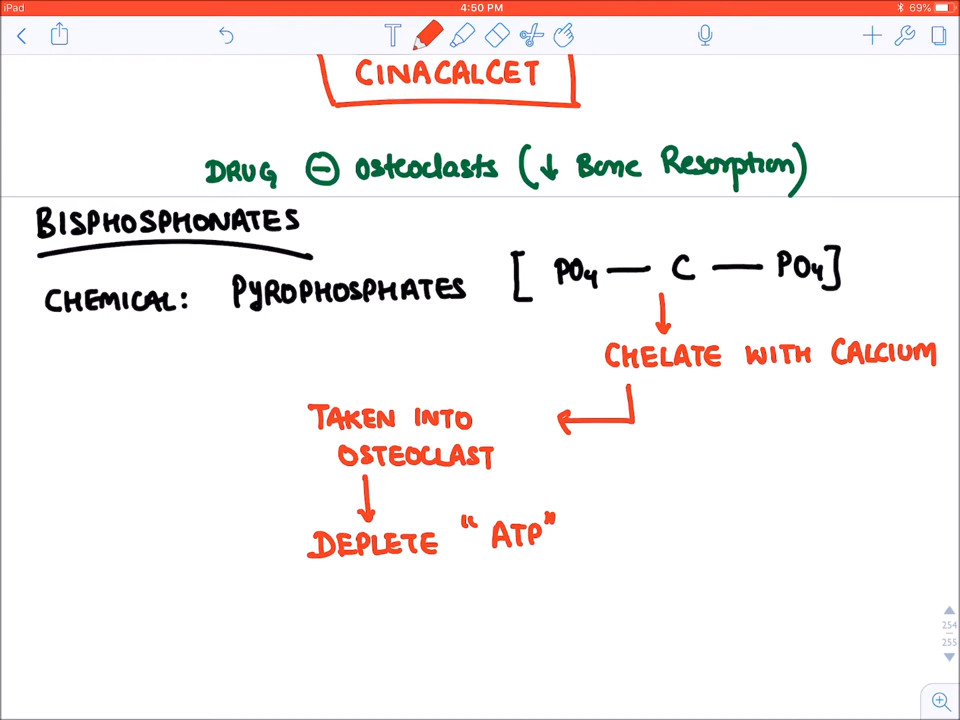 iPad 4:50 PM 69%
T
CINACALCET
DRUG ⊖ Osteoclasts (↓ Bone Resorption)
BISPHOSPHONATES
CHEMICAL: PYROPHOSPHATES [ PO4 — C — PO4 ]
↓
CHELATE WITH CALCIUM
TAKEN INTO ←
OSTEOCLAST
↓
DEPLETE "ATP"
254
255